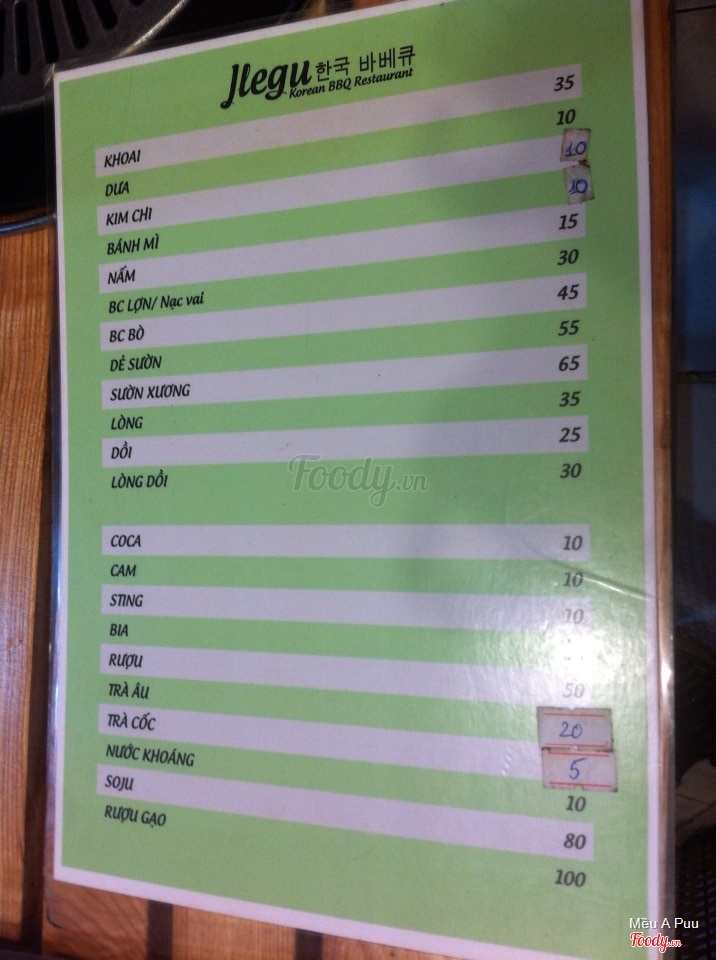 Jlegu 한국 바베큐
Korean BBQ Restaurant
KHOAI 35
DƯA 10
KIM CHI 10
BÁNH MÌ 10
NẤM 15
BC LỢN/ Nạc vai 30
BC BÒ 45
DẺ SƯỜN 55
SƯỜN XƯƠNG 65
LÒNG 35
DỒI 25
LÒNG DỒI 30
Foody.vn
COCA 10
CAM 10
STING 10
BIA
RƯỢU 50
TRÀ ÂU 20
TRÀ CỐC 5
NƯỚC KHOÁNG 10
SOJU 80
RƯỢU GẠO 100
Mều A Puu
Foody.vn